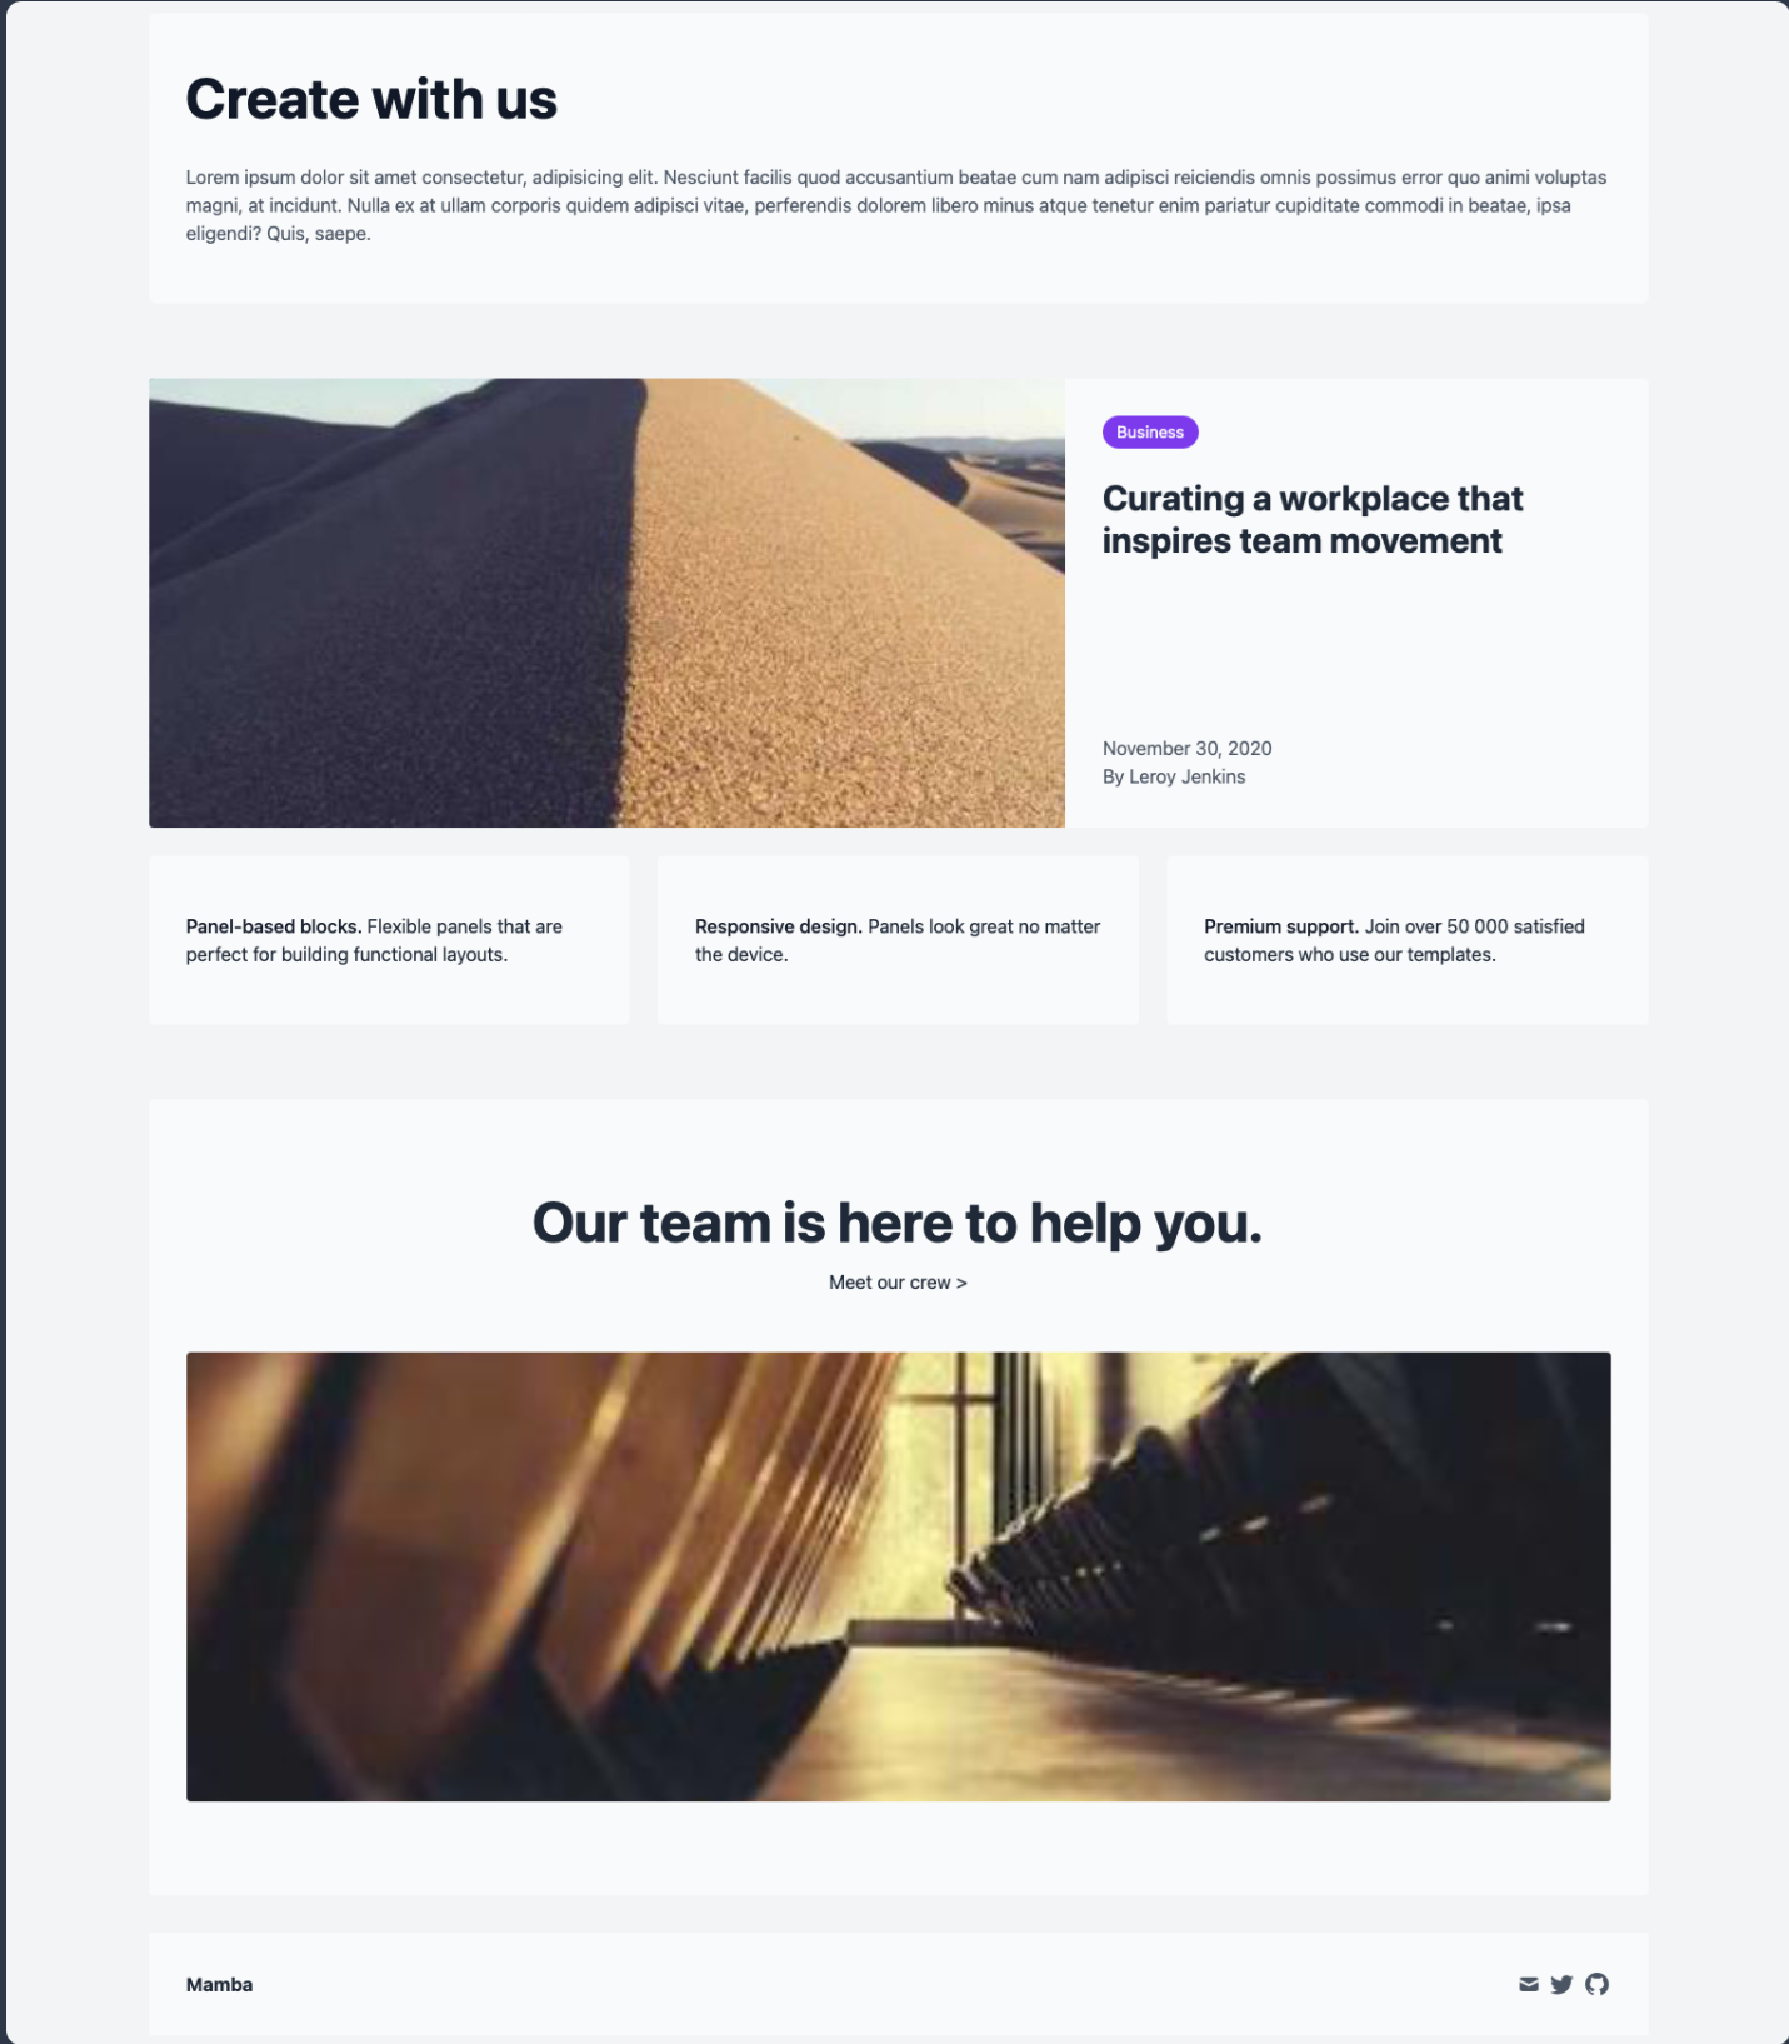 Create with us
Lorem ipsum dolor sit amet consectetur, adipisicing elit. Nesciunt facilis quod accusantium beatae cum nam adipisci reiciendis omnis possimus error quo animi voluptas
magni, at incidunt. Nulla ex at ullam corporis quidem adipisci vitae, perferendis dolorem libero minus atque tenetur enim pariatur cupiditate commodi in beatae, ipsa
eligendi? Quis, saepe.
Business
Curating a workplace that
inspires team movement
November 30, 2020
By Leroy Jenkins
Panel-based blocks. Flexible panels that are
perfect for building functional layouts.
Responsive design. Panels look great no matter
the device.
Premium support. Join over 50 000 satisfied
customers who use our templates.
Our team is here to help you.
Meet our crew >
Mamba